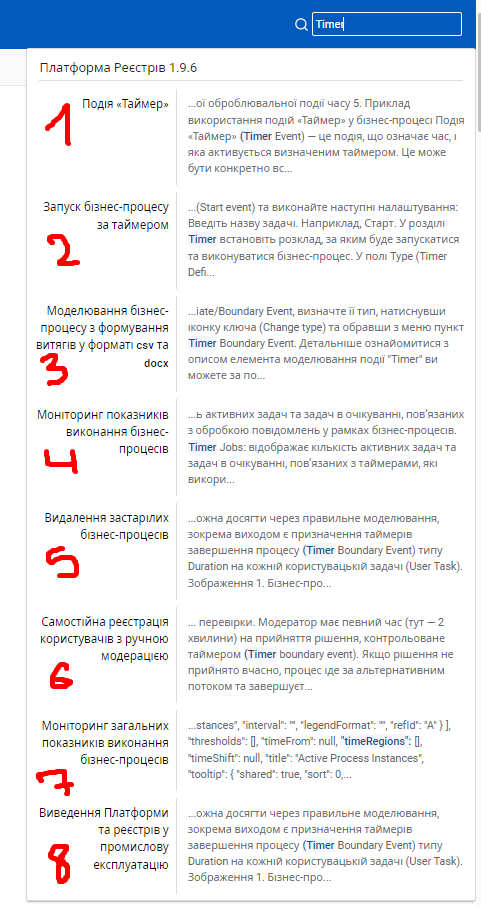 Timer
Платформа Реєстрів 1.9.6
1
Подія «Таймер»
...ої оброблювальної події часу 5. Приклад
використання подій «Таймер» у бізнес-процесі Подія
«Таймер» (Timer Event) — це подія, що означає час, і
яка активується визначеним таймером. Це може
бути конкретно вс...
Запуск бізнес-процесу
за таймером
2
...(Start event) та виконайте наступні налаштування:
Введіть назву задачі. Наприклад, Старт. У розділі
Timer встановіть розклад, за яким буде запускатися
та виконуватися бізнес-процес. У полі Type (Timer
Defi...
Моделювання бізнес-
процесу з формування
витягів у форматі csv та
docx
3
...iate/Boundary Event, визначте її тип, натиснувши
іконку ключа (Change type) та обравши з меню пункт
Timer Boundary Event. Детальніше ознайомитися з
описом елемента моделювання події "Timer" ви
можете за по...
Моніторинг показників
виконання бізнес-
процесів
4
...ь активних задач та задач в очікуванні, пов’язаних
з обробкою повідомлень у рамках бізнес-процесів.
Timer Jobs: відображає кількість активних задач та
задач в очікуванні, пов’язаних з таймерами, які
викори...
Видалення застарілих
бізнес-процесів
5
...ожна досягти через правильне моделювання,
зокрема виходом є призначення таймерів
завершення процесу (Timer Boundary Event) типу
Duration на кожній користувацькій задачі (User Task).
Зображення 1. Бізнес-про...
Самостійна реєстрація
користувачів з ручною
модерацією
6
... перевірки. Модератор має певний час (тут — 2
хвилини) на прийняття рішення, контрольоване
таймером (Timer boundary event). Якщо рішення не
прийнято вчасно, процес іде за альтернативним
потоком та завершуєт...
Моніторинг загальних
показників виконання
бізнес-процесів
7
...stances", "interval": "", "legendFormat": "", "refId": "A" } ],
"thresholds": [], "timeFrom": null, "timeRegions": [],
"timeShift": null, "title": "Active Process Instances",
"tooltip": { "shared": true, "sort": 0,...
Виведення Платформи
та реєстрів у
промислову
експлуатацію
8
...ожна досягти через правильне моделювання,
зокрема виходом є призначення таймерів
завершення процесу (Timer Boundary Event) типу
Duration на кожній користувацькій задачі (User Task).
Зображення 1. Бізнес-про...